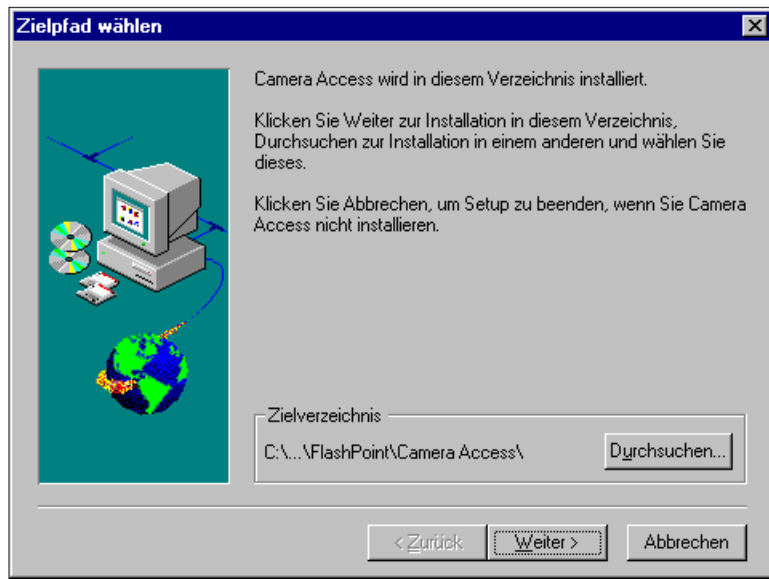 Zielpfad wählen
Camera Access wird in diesem Verzeichnis installiert.
Klicken Sie Weiter zur Installation in diesem Verzeichnis,
Durchsuchen zur Installation in einem anderen und wählen Sie
dieses.
Klicken Sie Abbrechen, um Setup zu beenden, wenn Sie Camera
Access nicht installieren.
Zielverzeichnis
C:\...\FlashPoint\Camera Access\
Durchsuchen...
< Zurück
Weiter >
Abbrechen